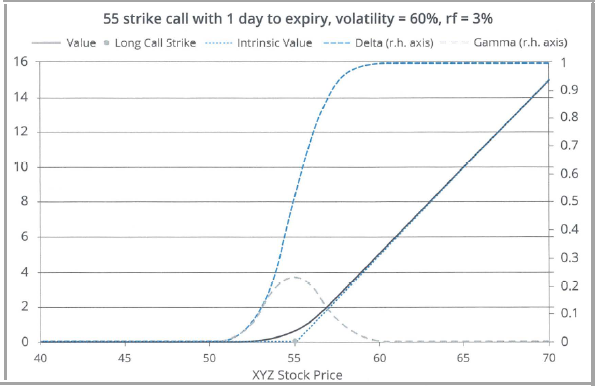 55 strike call with 1 day to expiry, volatility = 60%, rf = 3%
Value Long Call Strike Intrinsic Value Delta (r.h. axis) Gamma (r.h. axis)
16 1
14 0.9
12 0.8
10 0.7
8 0.6
6 0.5
4 0.4
2 0.3
0 0.2
0.1
0
40 45 50 55 60 65 70
XYZ Stock Price